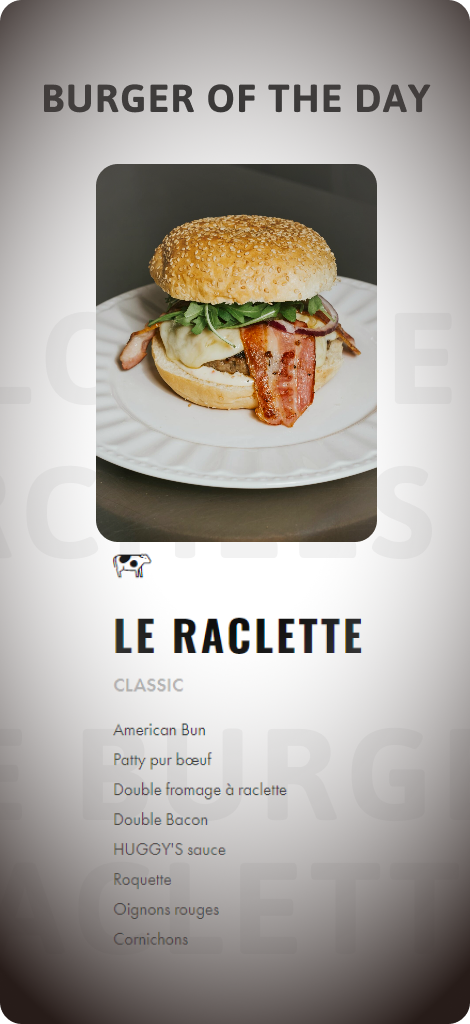 BURGER OF THE DAY
LE RACLETTE
CLASSIC
American Bun
Patty pur bœuf
Double fromage à raclette
Double Bacon
HUGGY'S sauce
Roquette
Oignons rouges
Cornichons